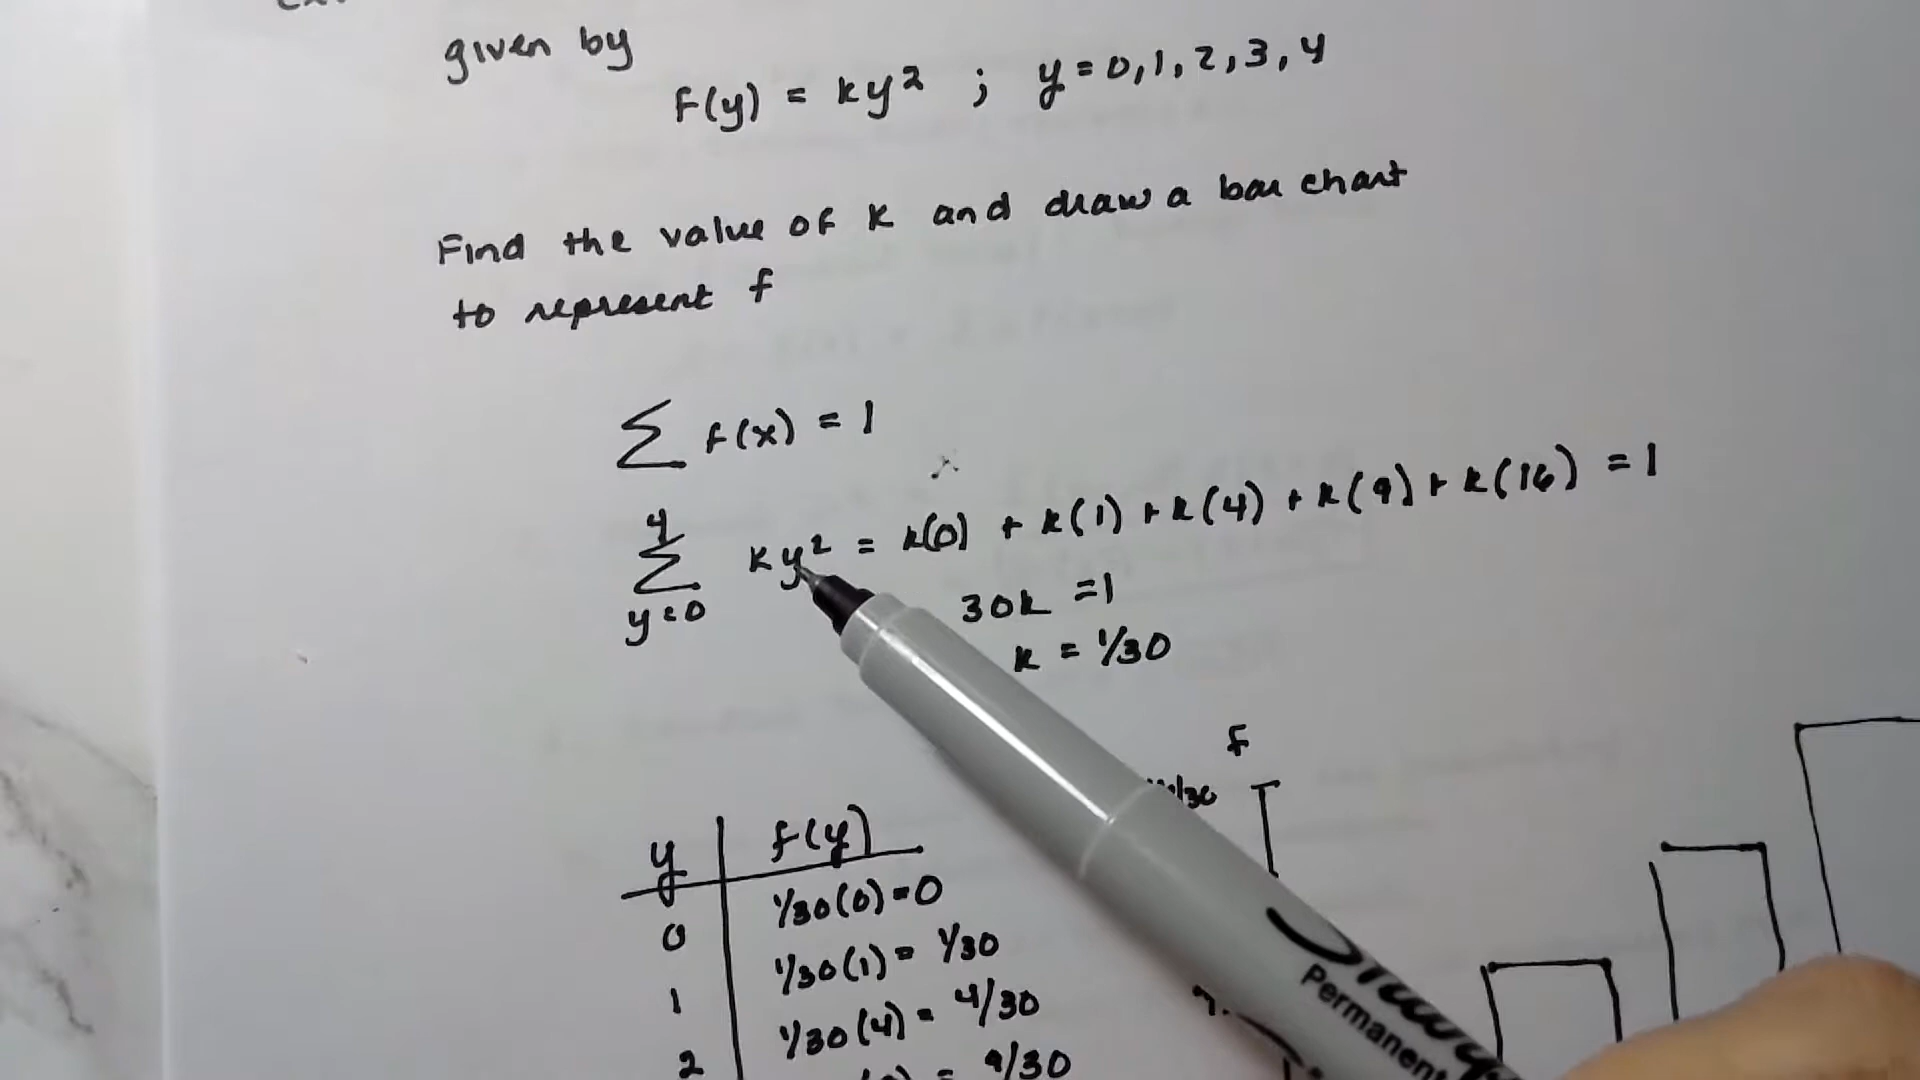 given by
F(y) = ky² ; y = 0, 1, 2, 3, 4
Find the value of k and draw a bar chart
to represent f
∑ f(x) = 1
4
∑ ky² = k(0) + k(1) + k(4) + k(9) + k(16) = 1
y=0
30k = 1
k = 1/30
f
y f(y)
0 1/30(0) = 0
1 1/30(1) = 1/30
2 1/30(4) = 4/30
= 9/30
Permanent